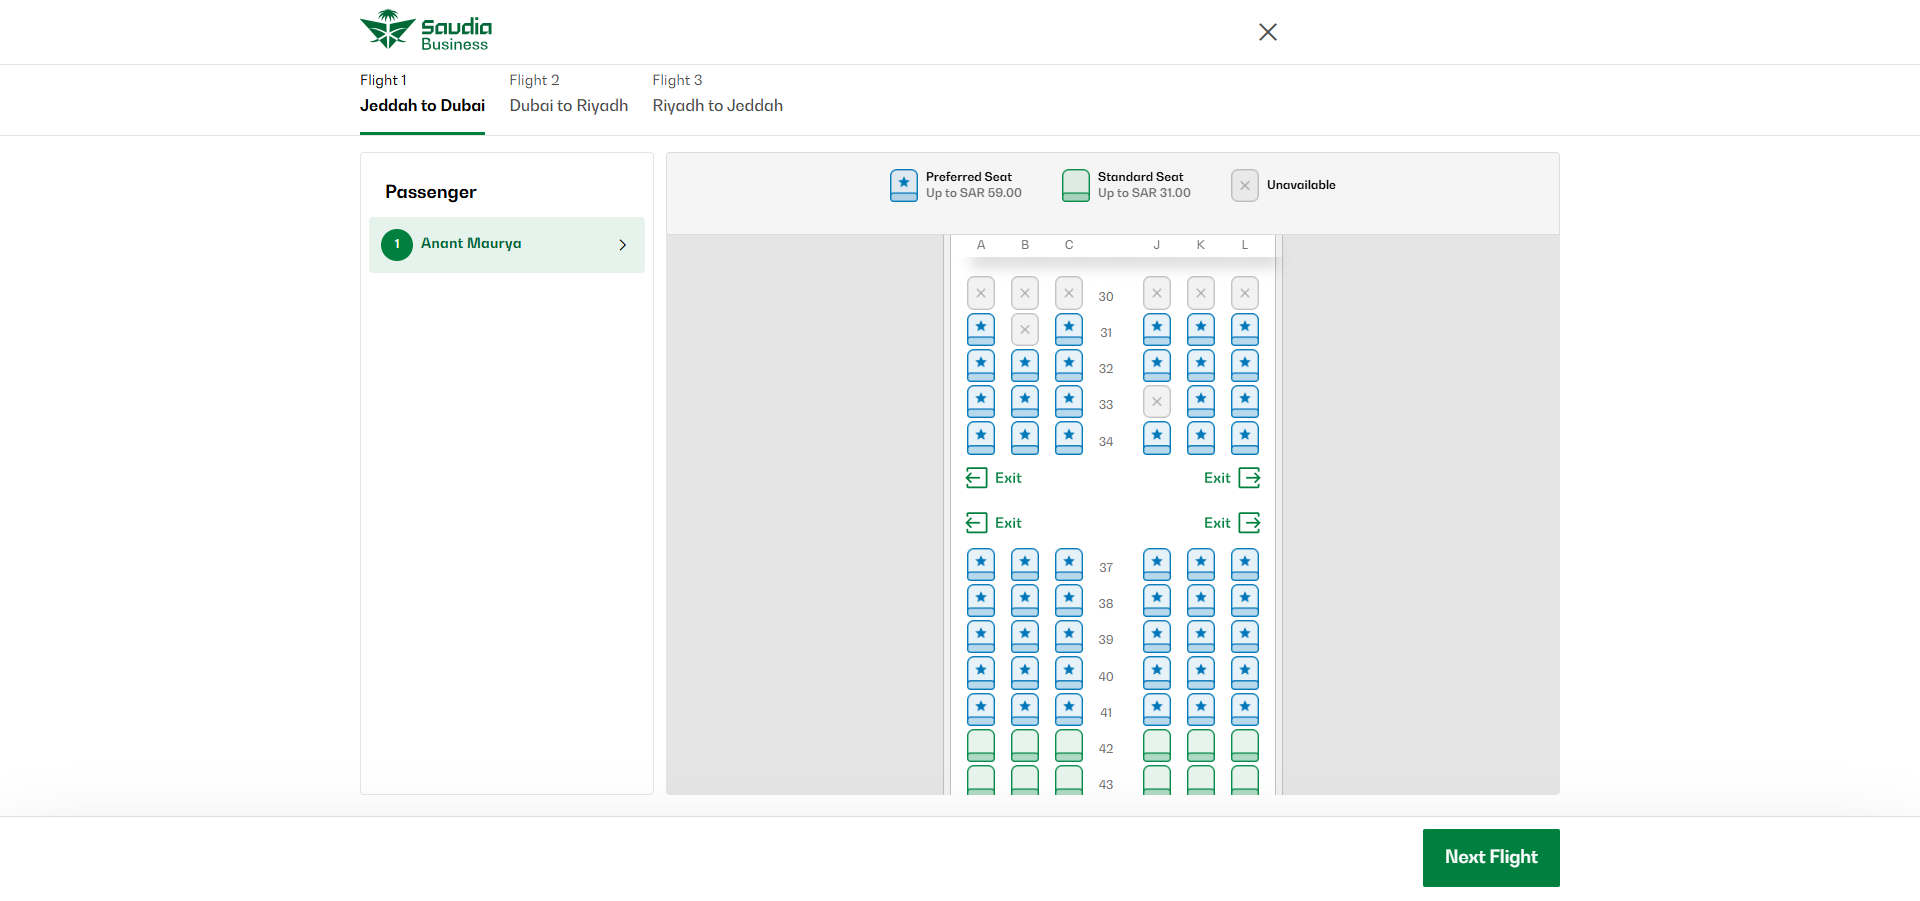 Saudia
Business
Flight 1
Jeddah to Dubai
Flight 2
Dubai to Riyadh
Flight 3
Riyadh to Jeddah
Passenger
1 Anant Maurya
Preferred Seat
Up to SAR 59.00
Standard Seat
Up to SAR 31.00
Unavailable
A B C J K L
30
31
32
33
34
Exit Exit
Exit Exit
37
38
39
40
41
42
43
Next Flight